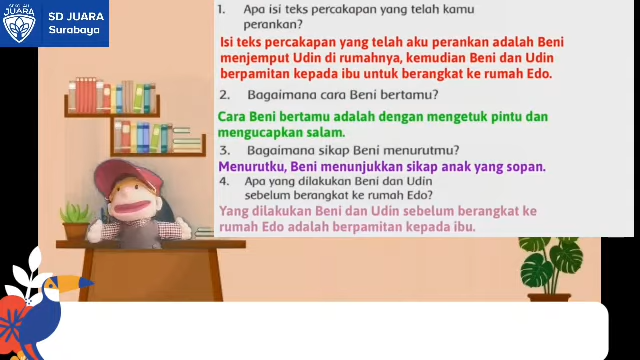 SEKOLAH
JUARA
SD JUARA
Surabaya
1. Apa isi teks percakapan yang telah kamu
perankan?
Isi teks percakapan yang telah aku perankan adalah Beni
menjemput Udin di rumahnya, kemudian Beni dan Udin
berpamitan kepada ibu untuk berangkat ke rumah Edo.
2. Bagaimana cara Beni bertamu?
Cara Beni bertamu adalah dengan mengetuk pintu dan
mengucapkan salam.
3. Bagaimana sikap Beni menurutmu?
Menurutku, Beni menunjukkan sikap anak yang sopan.
4. Apa yang dilakukan Beni dan Udin
sebelum berangkat ke rumah Edo?
Yang dilakukan Beni dan Udin sebelum berangkat ke
rumah Edo adalah berpamitan kepada ibu.